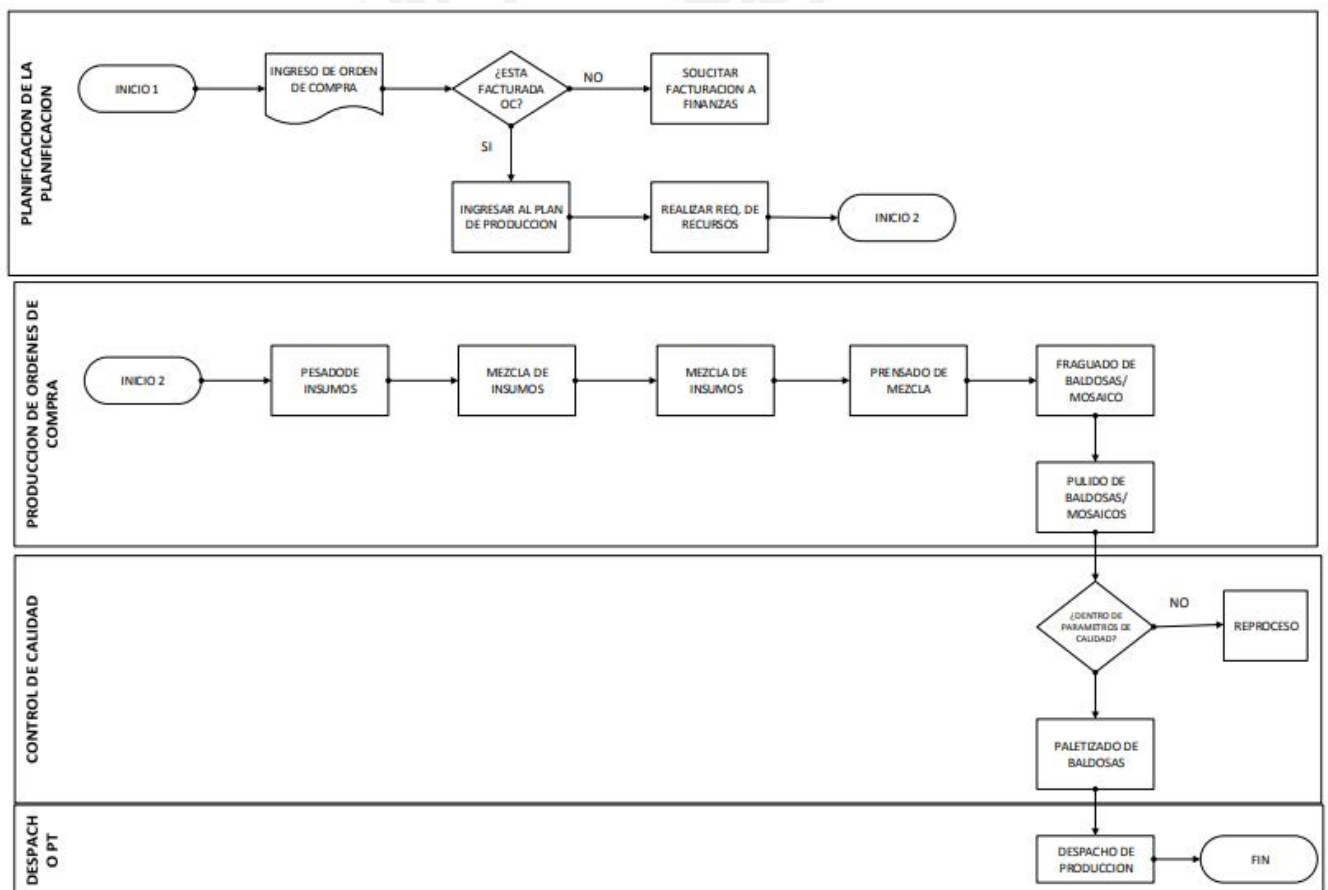 PLANIFICACION DE LA
PLANIFICACION
INICIO 1
INGRESO DE ORDEN
DE COMPRA
¿ESTA
FACTURADA
OC?
NO
SOLICITAR
FACTURACION A
FINANZAS
SI
INGRESAR AL PLAN
DE PRODUCCION
REALIZAR REQ. DE
RECURSOS
INICIO 2
PRODUCCION DE ORDENES DE
COMPRA
INICIO 2
PESADODE
INSUMOS
MEZCLA DE
INSUMOS
MEZCLA DE
INSUMOS
PRENSADO DE
MEZCLA
FRAGUADO DE
BALDOSAS/
MOSAICO
PULIDO DE
BALDOSAS/
MOSAICOS
CONTROL DE CALIDAD
¿DENTRO DE
PARAMETROS DE
CALIDAD?
NO
REPROCESO
PALETIZADO DE
BALDOSAS
DESPACH
O PT
DESPACHO DE
PRODUCCION
FIN